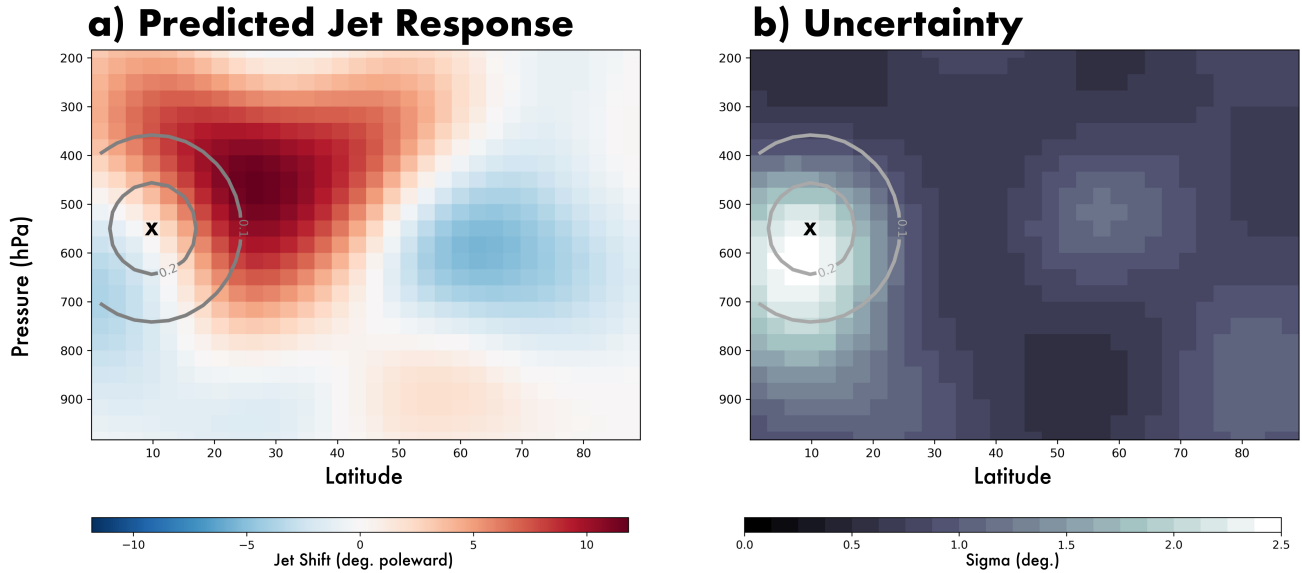 a) Predicted Jet Response
b) Uncertainty
Pressure (hPa)
200
300
400
500
600
700
800
900
x
0.1
0.2
10 20 30 40 50 60 70 80
Latitude
−10 −5 0 5 10
Jet Shift (deg. poleward)
200
300
400
500
600
700
800
900
x
0.1
0.2
10 20 30 40 50 60 70 80
Latitude
0.0 0.5 1.0 1.5 2.0 2.5
Sigma (deg.)